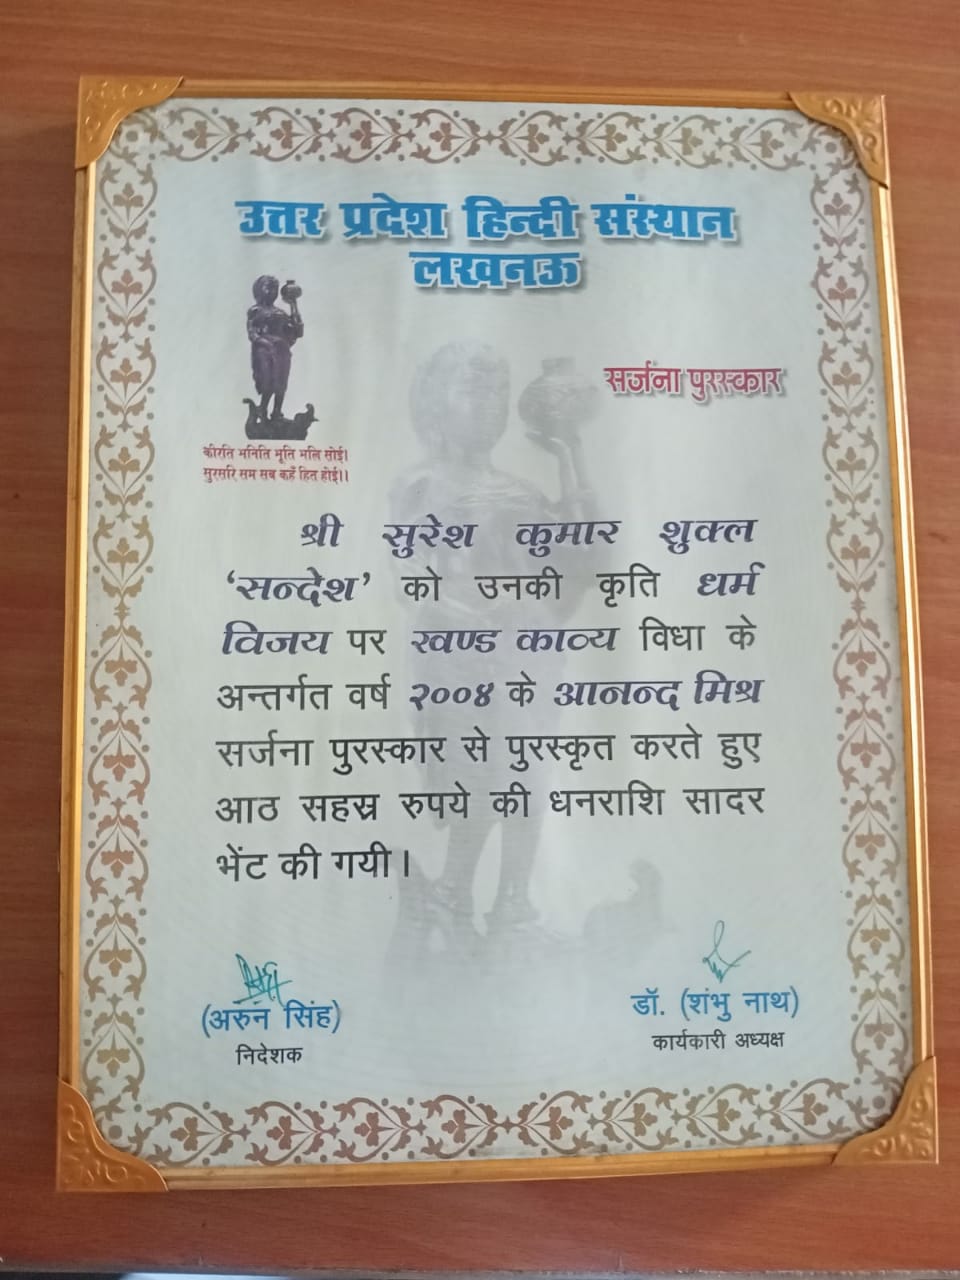 उत्तर प्रदेश हिन्दी संस्थान
लखनऊ
सर्जना पुरस्कार
कीरति भनिति भूति भलि सोई।
सुरसरि सम सब कहँ हित होई।।
श्री सुरेश कुमार शुक्ल
‘सन्देश’ को उनकी कृति धर्म
विजय पर खण्ड काव्य विधा के
अन्तर्गत वर्ष २००४ के आनन्द मिश्र
सर्जना पुरस्कार से पुरस्कृत करते हुए
आठ सहस्र रुपये की धनराशि सादर
भेंट की गयी।
(अरुन सिंह)
निदेशक
डॉ. (शंभु नाथ)
कार्यकारी अध्यक्ष